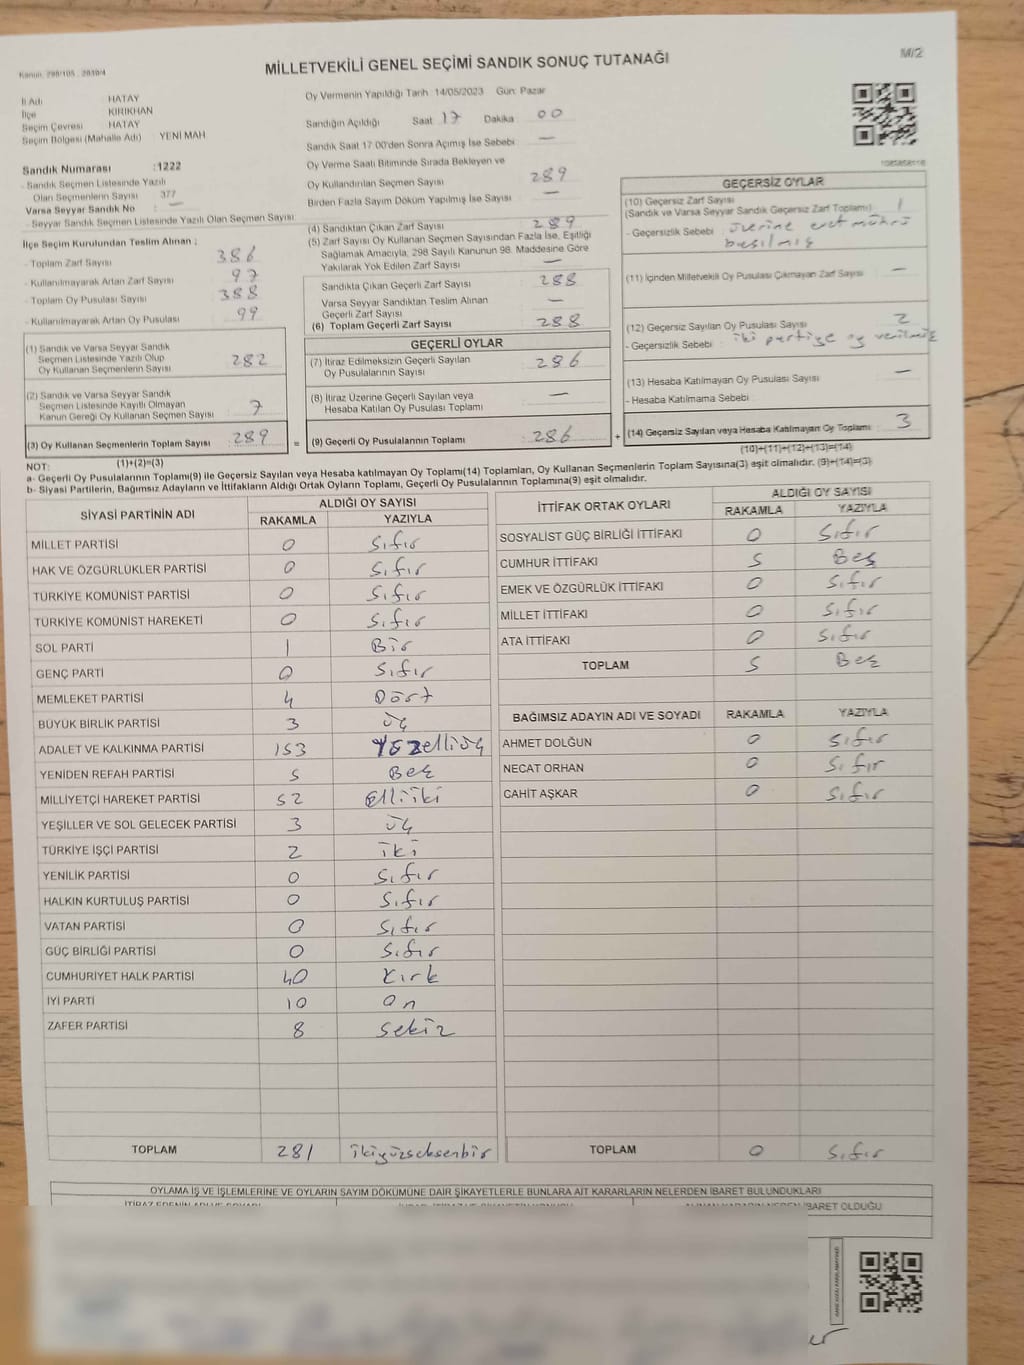 Kanun: 298/105 , 2839/4
MİLLETVEKİLİ GENEL SEÇİMİ SANDIK SONUÇ TUTANAĞI
M/2
İl Adı HATAY
İlçe KIRIKHAN
Seçim Çevresi HATAY
Seçim Bölgesi (Mahalle Adı) YENİ MAH
Sandık Numarası :1222
- Sandık Seçmen Listesinde Yazılı
Olan Seçmenlerin Sayısı 377
Varsa Seyyar Sandık No : —
- Seyyar Sandık Seçmen Listesinde Yazılı Olan Seçmen Sayısı
İlçe Seçim Kurulundan Teslim Alınan ;
- Toplam Zarf Sayısı 386
- Kullanılmayarak Artan Zarf Sayısı 97
- Toplam Oy Pusulası Sayısı 388
- Kullanılmayarak Artan Oy Pusulası 99
(1) Sandık ve Varsa Seyyar Sandık
Seçmen Listesinde Yazılı Olup
Oy Kullanan Seçmenlerin Sayısı 282
(2) Sandık ve Varsa Seyyar Sandık
Seçmen Listesinde Kayıtlı Olmayan
Kanun Gereği Oy Kullanan Seçmen Sayısı 7
(3) Oy Kullanan Seçmenlerin Toplam Sayısı 289 =
(1)+(2)=(3)
Oy Vermenin Yapıldığı Tarih :14/05/2023 Gün: Pazar
Sandığın Açıldığı Saat 17 Dakika 00
Sandık Saat 17:00'den Sonra Açımış İse Sebebi —
Oy Verme Saati Bitiminde Sırada Bekleyen ve
Oy Kullandırılan Seçmen Sayısı 289
Birden Fazla Sayım Döküm Yapılmış İse Sayısı —
(4) Sandıktan Çıkan Zarf Sayısı 289
(5) Zarf Sayısı Oy Kullanan Seçmen Sayısından Fazla İse, Eşitliği
Sağlamak Amacıyla, 298 Sayılı Kanunun 98. Maddesine Göre
Yakılarak Yok Edilen Zarf Sayısı —
Sandıkta Çıkan Geçerli Zarf Sayısı 288
Varsa Seyyar Sandıktan Teslim Alınan
Geçerli Zarf Sayısı —
(6) Toplam Geçerli Zarf Sayısı 288
GEÇERLİ OYLAR
(7) İtiraz Edilmeksizin Geçerli Sayılan
Oy Pusulalarının Sayısı 286
(8) İtiraz Üzerine Geçerli Sayılan veya
Hesaba Katılan Oy Pusulası Toplamı —
(9) Geçerli Oy Pusulalarının Toplamı 286 +
GEÇERSİZ OYLAR
(10) Geçersiz Zarf Sayısı 1
(Sandık ve Varsa Seyyar Sandık Geçersiz Zarf Toplamı)
- Geçersizlik Sebebi : üzerine evet mührü
basılmış
(11) İçinden Milletvekili Oy Pusulası Çıkmayan Zarf Sayısı —
(12) Geçersiz Sayılan Oy Pusulası Sayısı 2
- Geçersizlik Sebebi : iki partiye oy verilmiş
(13) Hesaba Katılmayan Oy Pusulası Sayısı —
- Hesaba Katılmama Sebebi
(14) Geçersiz Sayılan veya Hesaba Katılmayan Oy Toplamı 3
(10)+(11)+(12)+(13)=(14)
NOT:
a- Geçerli Oy Pusulalarının Toplamı(9) ile Geçersiz Sayılan veya Hesaba katılmayan Oy Toplamı(14) Toplamları, Oy Kullanan Seçmenlerin Toplam Sayısına(3) eşit olmalıdır. (9)+(14)=(3)
b- Siyasi Partilerin, Bağımsız Adayların ve İttifakların Aldığı Ortak Oyların Toplamı, Geçerli Oy Pusulalarının Toplamına(9) eşit olmalıdır.
SİYASİ PARTİNİN ADI ALDIĞI OY SAYISI
RAKAMLA YAZIYLA
MİLLET PARTİSİ 0 Sıfır
HAK VE ÖZGÜRLÜKLER PARTİSİ 0 Sıfır
TÜRKİYE KOMÜNİST PARTİSİ 0 Sıfır
TÜRKİYE KOMÜNİST HAREKETİ 0 Sıfır
SOL PARTİ 1 Bir
GENÇ PARTİ 0 Sıfır
MEMLEKET PARTİSİ 4 Dört
BÜYÜK BİRLİK PARTİSİ 3 üç
ADALET VE KALKINMA PARTİSİ 153 Yüzelliüç
YENİDEN REFAH PARTİSİ 5 Beş
MİLLİYETÇİ HAREKET PARTİSİ 52 Elliiki
YEŞİLLER VE SOL GELECEK PARTİSİ 3 üç
TÜRKİYE İŞÇİ PARTİSİ 2 iki
YENİLİK PARTİSİ 0 Sıfır
HALKIN KURTULUŞ PARTİSİ 0 Sıfır
VATAN PARTİSİ 0 Sıfır
GÜÇ BİRLİĞİ PARTİSİ 0 Sıfır
CUMHURİYET HALK PARTİSİ 40 Kırk
İYİ PARTİ 10 On
ZAFER PARTİSİ 8 Sekiz
TOPLAM 281 ikiyüzseksenbir
İTTİFAK ORTAK OYLARI ALDIĞI OY SAYISI
RAKAMLA YAZIYLA
SOSYALİST GÜÇ BİRLİĞİ İTTİFAKI 0 Sıfır
CUMHUR İTTİFAKI 5 Beş
EMEK VE ÖZGÜRLÜK İTTİFAKI 0 Sıfır
MİLLET İTTİFAKI 0 Sıfır
ATA İTTİFAKI 0 Sıfır
TOPLAM 5 Beş
BAĞIMSIZ ADAYIN ADI VE SOYADI RAKAMLA YAZIYLA
AHMET DOLĞUN 0 Sıfır
NECAT ORHAN 0 Sıfır
CAHİT AŞKAR 0 Sıfır
TOPLAM 0 Sıfır
OYLAMA İŞ VE İŞLEMLERİNE VE OYLARIN SAYIM DÖKÜMÜNE DAİR ŞİKAYETLERLE BUNLARA AİT KARARLARIN NELERDEN İBARET BULUNDUKLARI
İBARET OLDUĞU